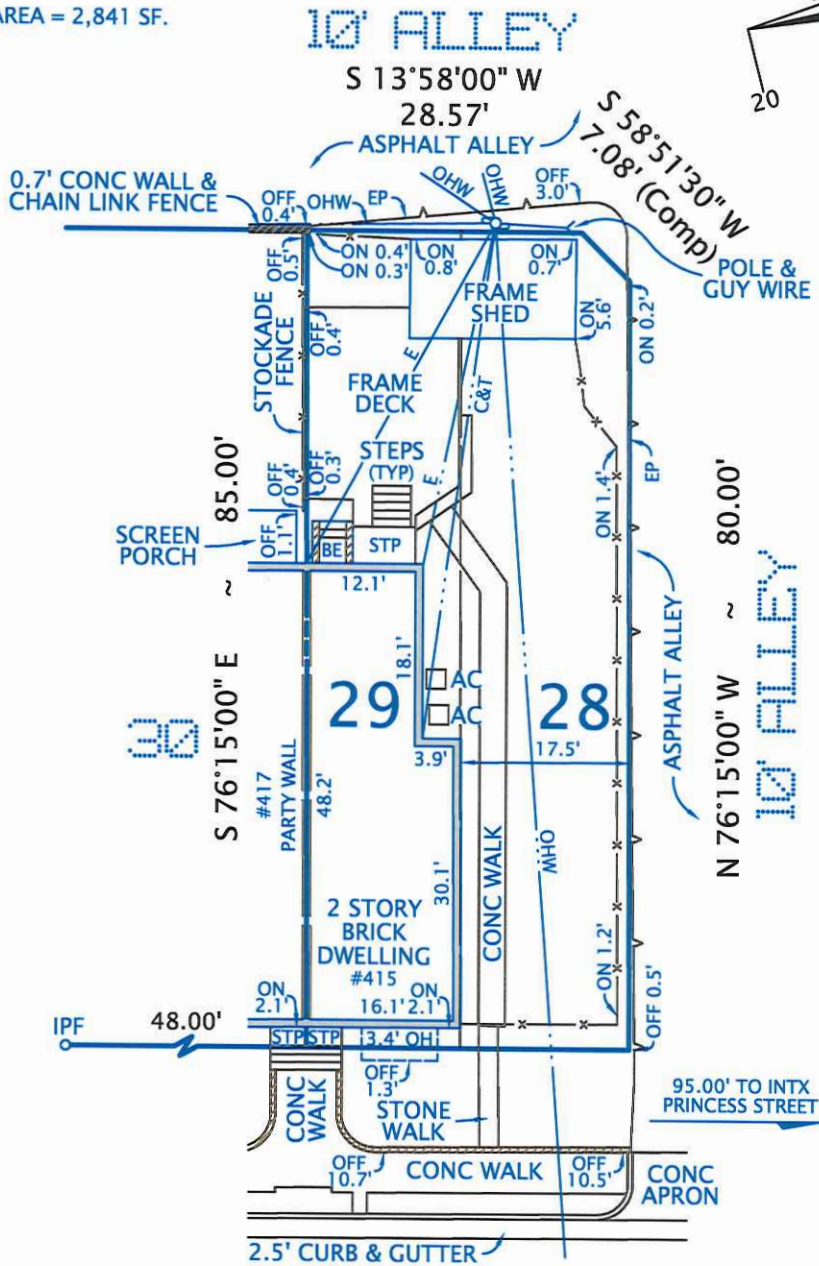 AREA = 2,841 SF.
10' ALLEY
S 13°58'00" W
28.57'
20
S 58°51'30" W
7.08' (Comp)
ASPHALT ALLEY
0.7' CONC WALL &
CHAIN LINK FENCE
OFF
0.4'
OHW
EP
OHW
OHW
OFF
3.0'
OFF
0.5'
ON 0.4'
ON 0.3'
ON
0.8'
ON
0.7'
POLE &
GUY WIRE
FRAME
SHED
ON
5.6'
ON 0.2'
STOCKADE
FENCE
OFF
0.4'
E
FRAME
DECK
C&T
STEPS
(TYP)
E
EP
OFF
0.4'
OFF
0.3'
ON 1.4'
85.00'
80.00'
SCREEN
PORCH
OFF
1.1'
BE
STP
12.1'
~
~
ASPHALT ALLEY
18.1'
AC
AC
29
28
30
S 76°15'00" E
N 76°15'00" W
10' ALLEY
3.9'
17.5'
#417
PARTY WALL
48.2'
OHW
30.1'
CONC WALK
2 STORY
BRICK
DWELLING
#415
ON 1.2'
ON
2.1'
16.1'
ON
2.1'
OFF 0.5'
IPF
48.00'
STP
STP
3.4' OH
OFF
1.3'
95.00' TO INTX
PRINCESS STREET
CONC
WALK
STONE
WALK
OFF
10.7'
CONC WALK
OFF
10.5'
CONC
APRON
2.5' CURB & GUTTER